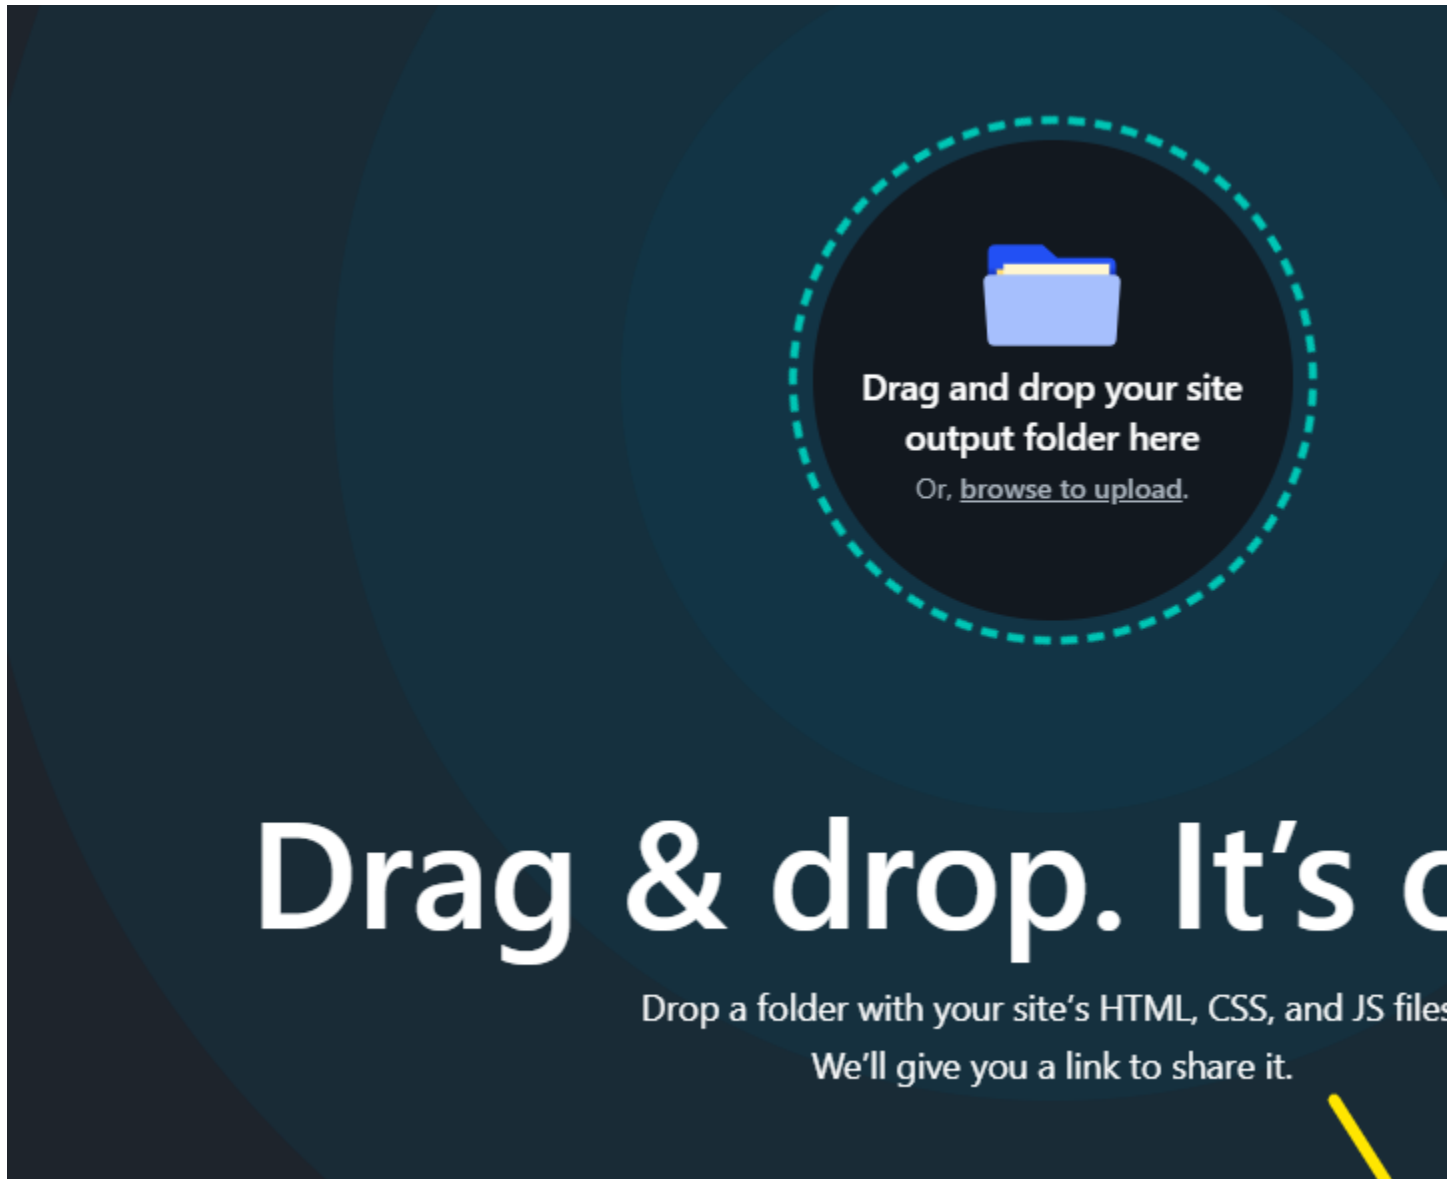 Drag and drop your site
output folder here
Or, browse to upload.
Drag & drop. It’s
Drop a folder with your site’s HTML, CSS, and JS files
We’ll give you a link to share it.